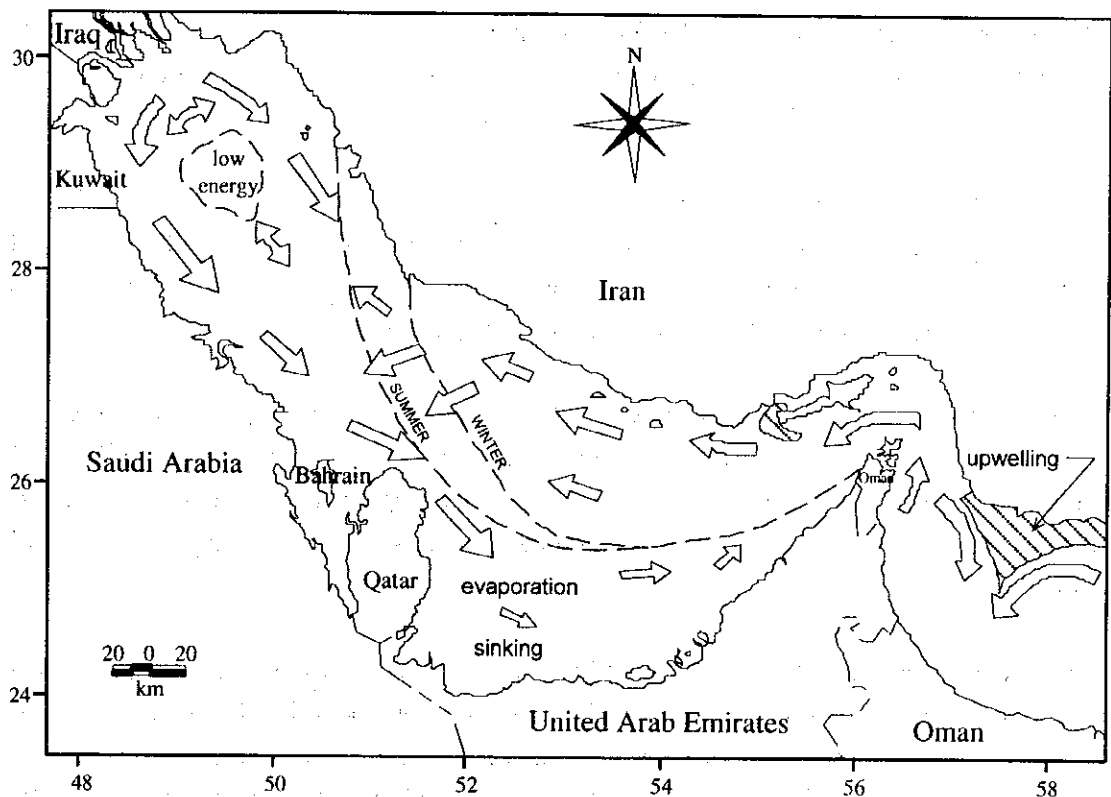 Iraq
30
N
low
energy
Kuwait
28
Iran
SUMMER
WINTER
Saudi Arabia
Bahrain
26
Oman
upwelling
Qatar
evaporation
sinking
20 0 20
km
24
United Arab Emirates
Oman
48 50 52 54 56 58